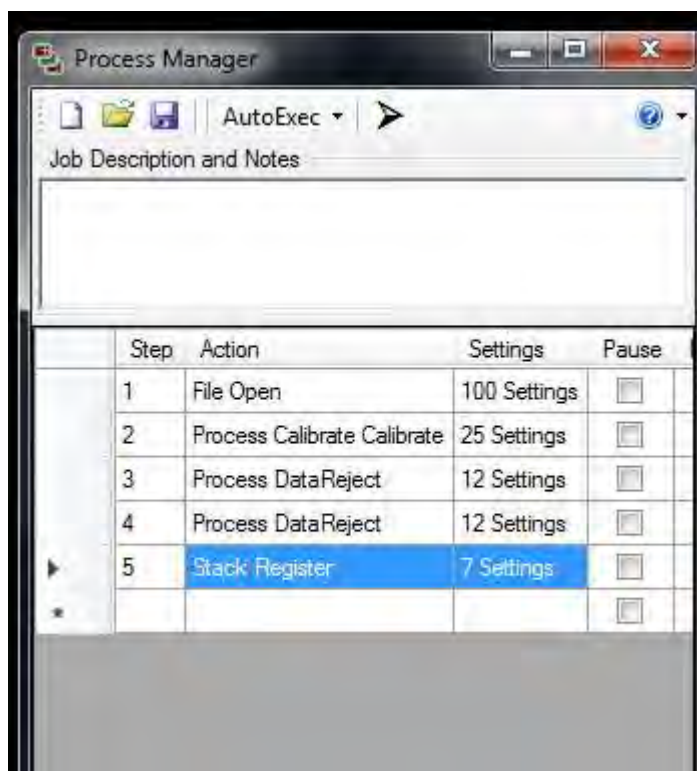 Process Manager
AutoExec
Job Description and Notes
Step Action Settings Pause
1 File Open 100 Settings
2 Process Calibrate Calibrate 25 Settings
3 Process DataReject 12 Settings
4 Process DataReject 12 Settings
5 Stack Register 7 Settings